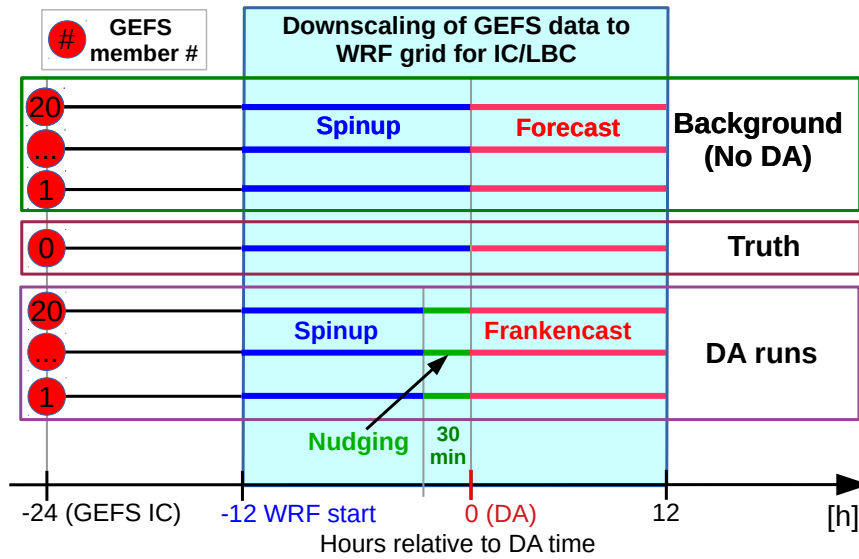 # GEFS
member #
Downscaling of GEFS data to
WRF grid for IC/LBC
20
Spinup Forecast
...
1
Background
(No DA)
0
Truth
20
Spinup Frankencast
...
1
DA runs
Nudging
30
min
-24 (GEFS IC) -12 WRF start 0 (DA) 12 [h]
Hours relative to DA time